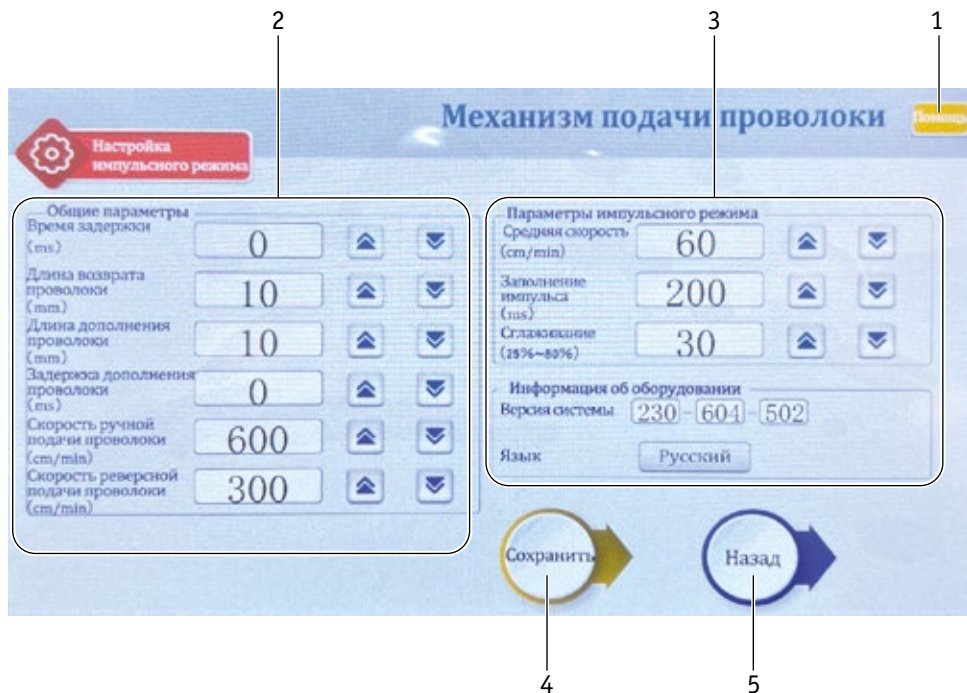 2
3
1
Механизм подачи проволоки
Помощь
Настройка
импульсного режима
Общие параметры
Время задержки
(ms)
0
Длина возврата
проволоки
(mm)
10
Длина дополнения
проволоки
(mm)
10
Задержка дополнения
проволоки
(ms)
0
Скорость ручной
подачи проволоки
(cm/min)
600
Скорость реверсной
подачи проволоки
(cm/min)
300
Параметры импульсного режима
Средняя скорость
(cm/min)
60
Заполнение
импульса
(ms)
200
Сглаживание
(25%~80%)
30
Информация об оборудовании
Версия системы 230 - 604 - 502
Язык Русский
Сохранить
Назад
4
5